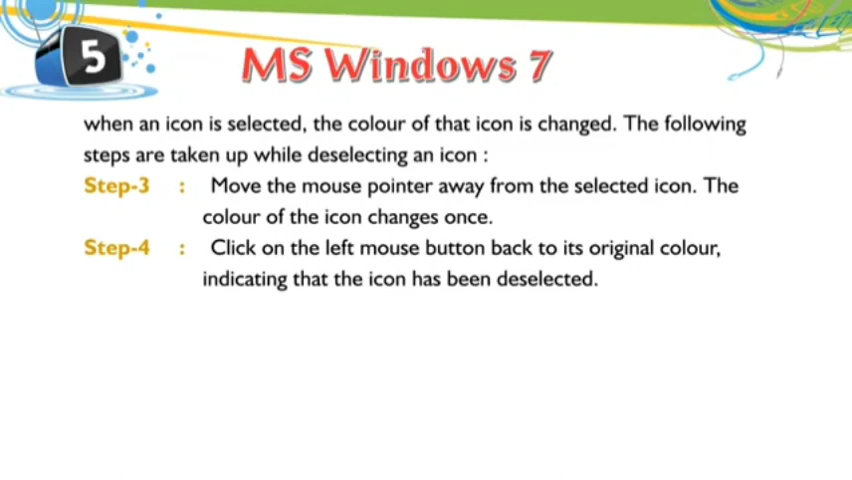 5
MS Windows 7
when an icon is selected, the colour of that icon is changed. The following
steps are taken up while deselecting an icon :
Step-3 : Move the mouse pointer away from the selected icon. The
colour of the icon changes once.
Step-4 : Click on the left mouse button back to its original colour,
indicating that the icon has been deselected.